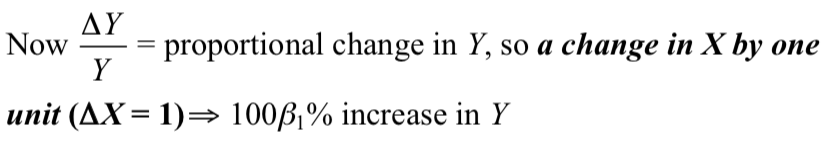 Now ΔY/Y = proportional change in Y, so a change in X by one
unit (ΔX = 1)⇒ 100β₁% increase in Y